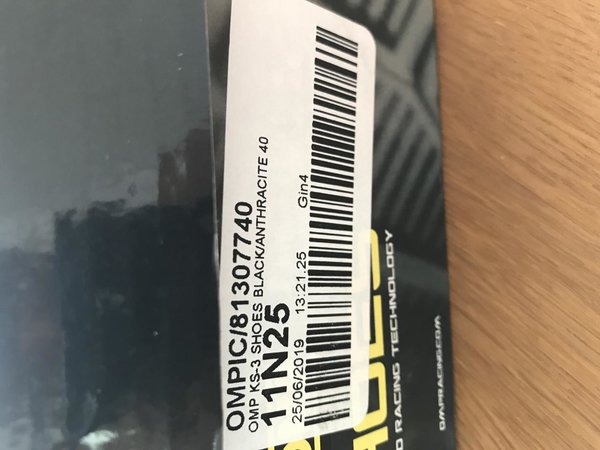 OMPIC/81307740
OMP KS-3 SHOES BLACK/ANTHRACITE 40
11N25
25/06/2019 13:21.25 Gin4
RACING TECHNOLOGY
OMPRACING.COM